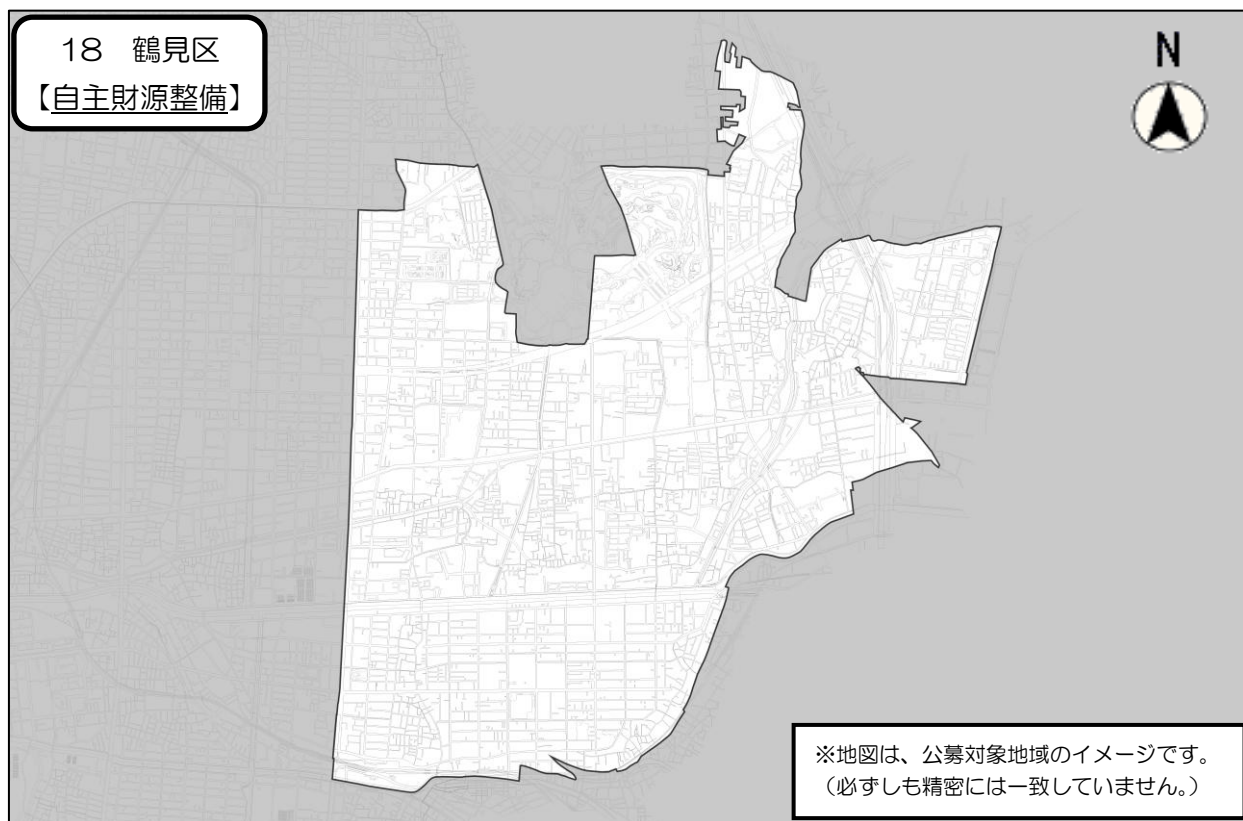 18 鶴見区
【自主財源整備】
N
※地図は、公募対象地域のイメージです。
(必ずしも精密には一致していません。)